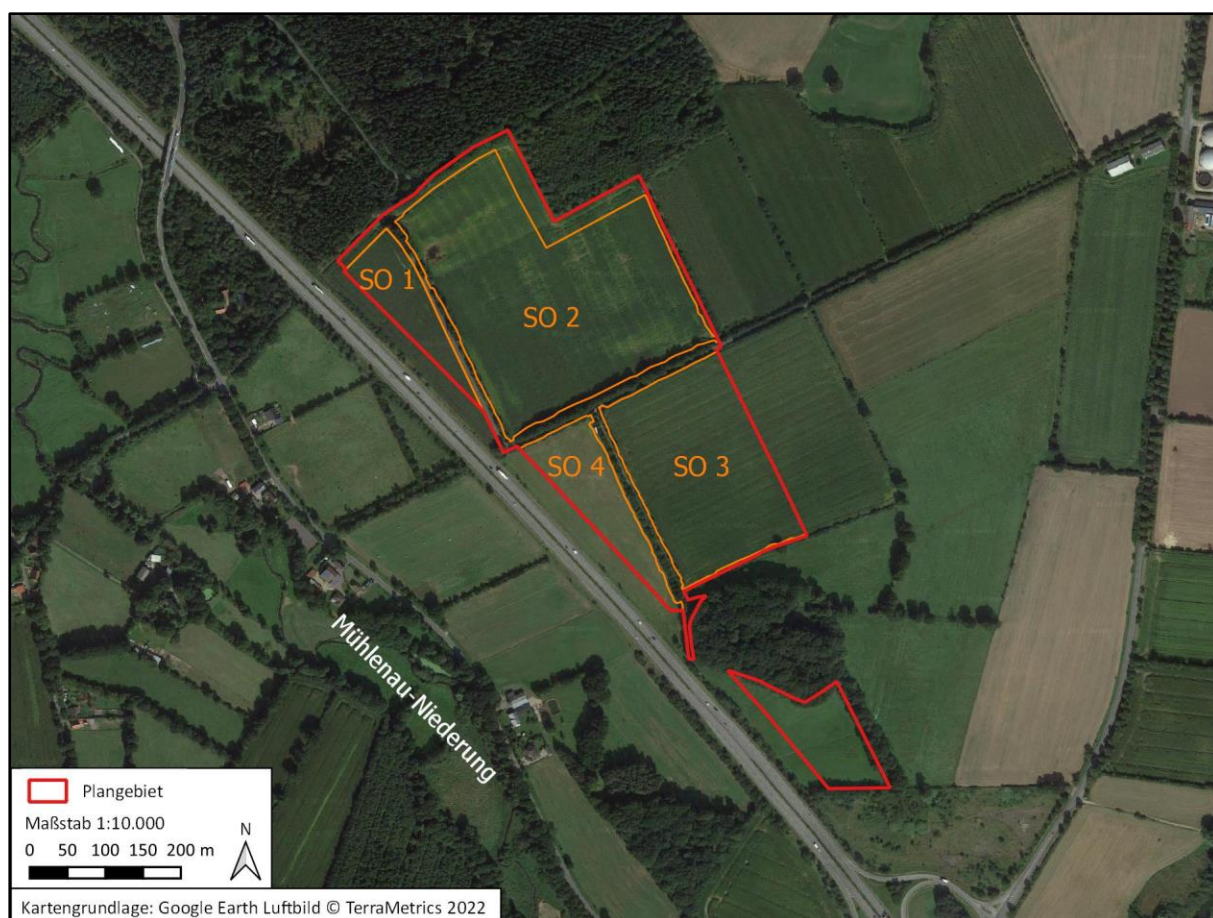 SO 1
SO 2
SO 4
SO 3
Mühlenau-Niederung
Plangebiet
Maßstab 1:10.000
N
0 50 100 150 200 m
Kartengrundlage: Google Earth Luftbild © TerraMetrics 2022